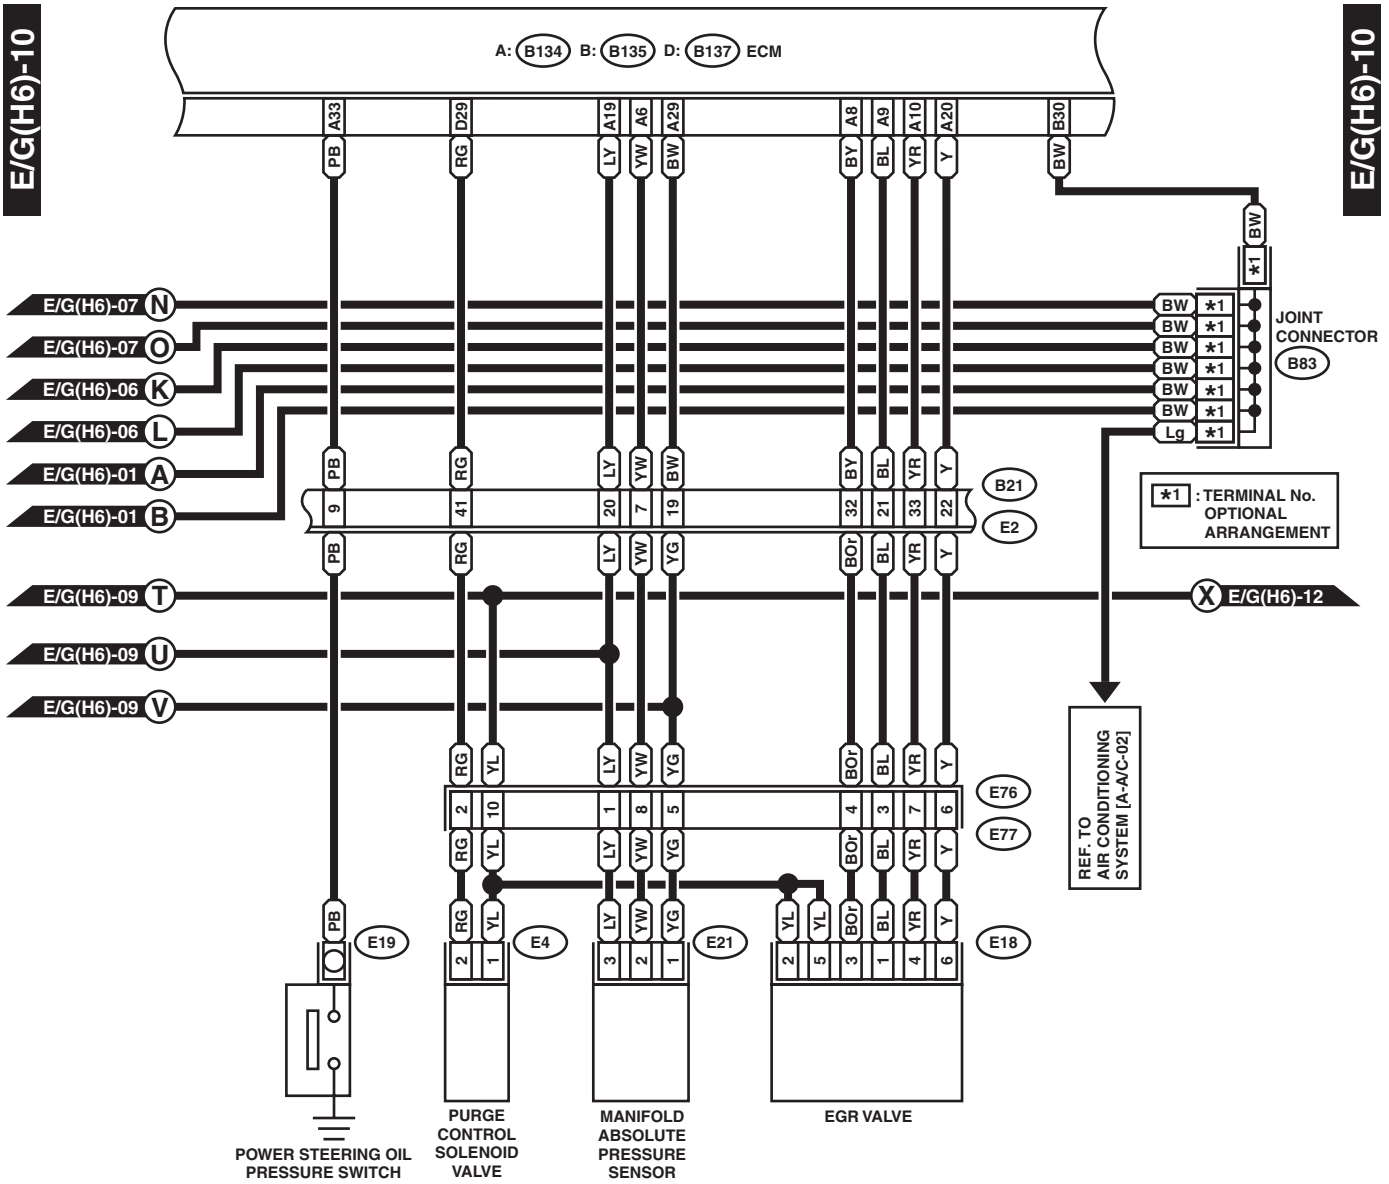 E/G(H6)-10
E/G(H6)-10
A: B134 B: B135 D: B137 ECM
A33 D29 A19 A6 A29 A8 A9 A10 A20 B30
PB RG LY YW BW BY BL YR Y BW
BW
*1
E/G(H6)-07 N BW *1
JOINT
CONNECTOR
B83
BW *1
E/G(H6)-07 O BW *1
BW *1
E/G(H6)-06 K BW *1
BW *1
E/G(H6)-06 L Lg *1
E/G(H6)-01 A
E/G(H6)-01 B
PB RG LY YW BW BY BL YR Y
B21
9 41 20 7 19 32 21 33 22
E2
PB RG LY YW YG BOr BL YR Y
*1 : TERMINAL No.
OPTIONAL
ARRANGEMENT
E/G(H6)-09 T X E/G(H6)-12
E/G(H6)-09 U
E/G(H6)-09 V
REF. TO
AIR CONDITIONING
SYSTEM [A-A/C-02]
RG YL LY YW YG BOr BL YR Y
E76
2 10 1 8 5 4 3 7 6
E77
RG YL LY YW YG BOr BL YR Y
PB RG YL LY YW YG YL YL BOr BL YR Y
E19 E4 E21 E18
2 1 3 2 1 2 5 3 1 4 6
POWER STEERING OIL
PRESSURE SWITCH
PURGE
CONTROL
SOLENOID
VALVE
MANIFOLD
ABSOLUTE
PRESSURE
SENSOR
EGR VALVE